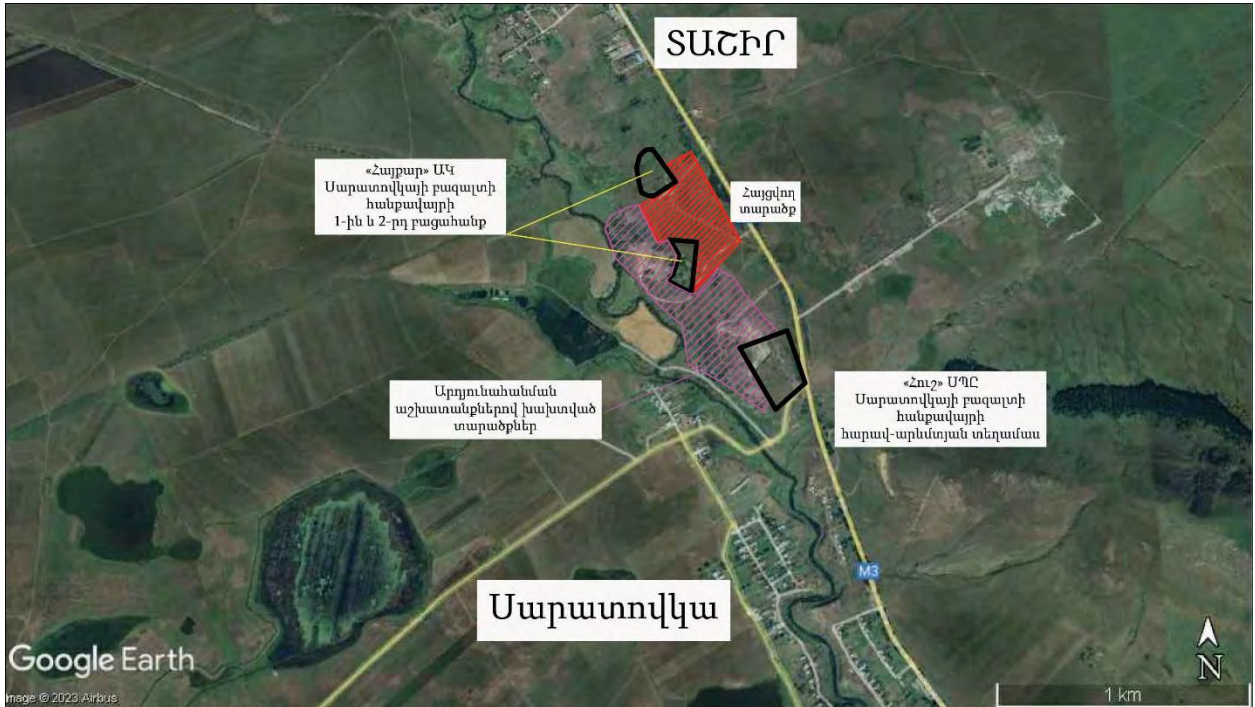 ՏԱՇԻՐ
«Հայքար» ԱԿ
Սարատովկայի բազալտի
հանքավայրի
1-ին և 2-րդ բացահանք
Հայցվող
տարածք
Արդյունահանման
աշխատանքներով խախտված
տարածքներ
«Հուշ» ՍՊԸ
Սարատովկայի բազալտի
հանքավայրի
հարավ-արևմտյան տեղամաս
M3
Սարատովկա
Google Earth
Image © 2023 Airbus
N
1 km